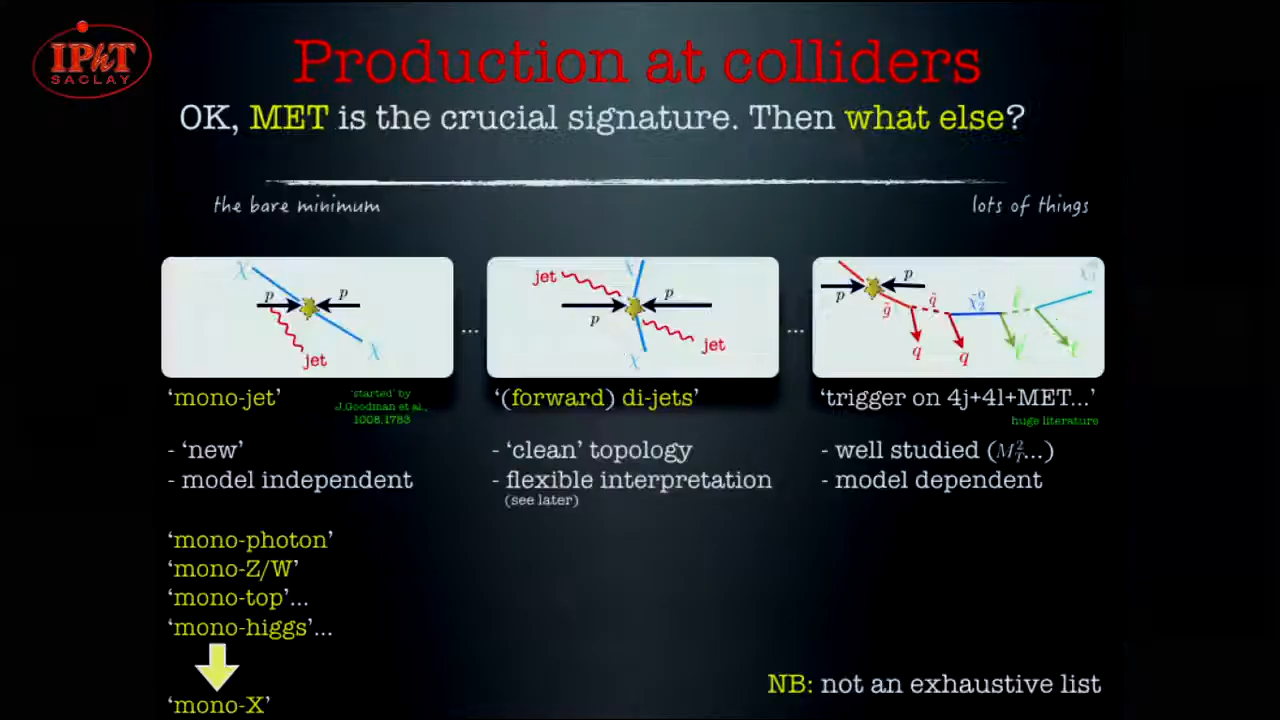 IPhT
SACLAY
Production at colliders
OK, MET is the crucial signature. Then what else?
the bare minimum
lots of things
χ
p
p
jet
χ
...
jet
χ
p
p
jet
χ
...
p
p
g̃
q̃
χ̃⁰₂
q
q
'mono-jet'
'started' by
J.Goodman et al.,
1008.1783
- 'new'
- model independent
'mono-photon'
'mono-Z/W'
'mono-top'...
'mono-higgs'...
'mono-X'
'(forward) di-jets'
- 'clean' topology
- flexible interpretation
(see later)
'trigger on 4j+4l+MET...'
huge literature
- well studied (M²_T...)
- model dependent
NB: not an exhaustive list